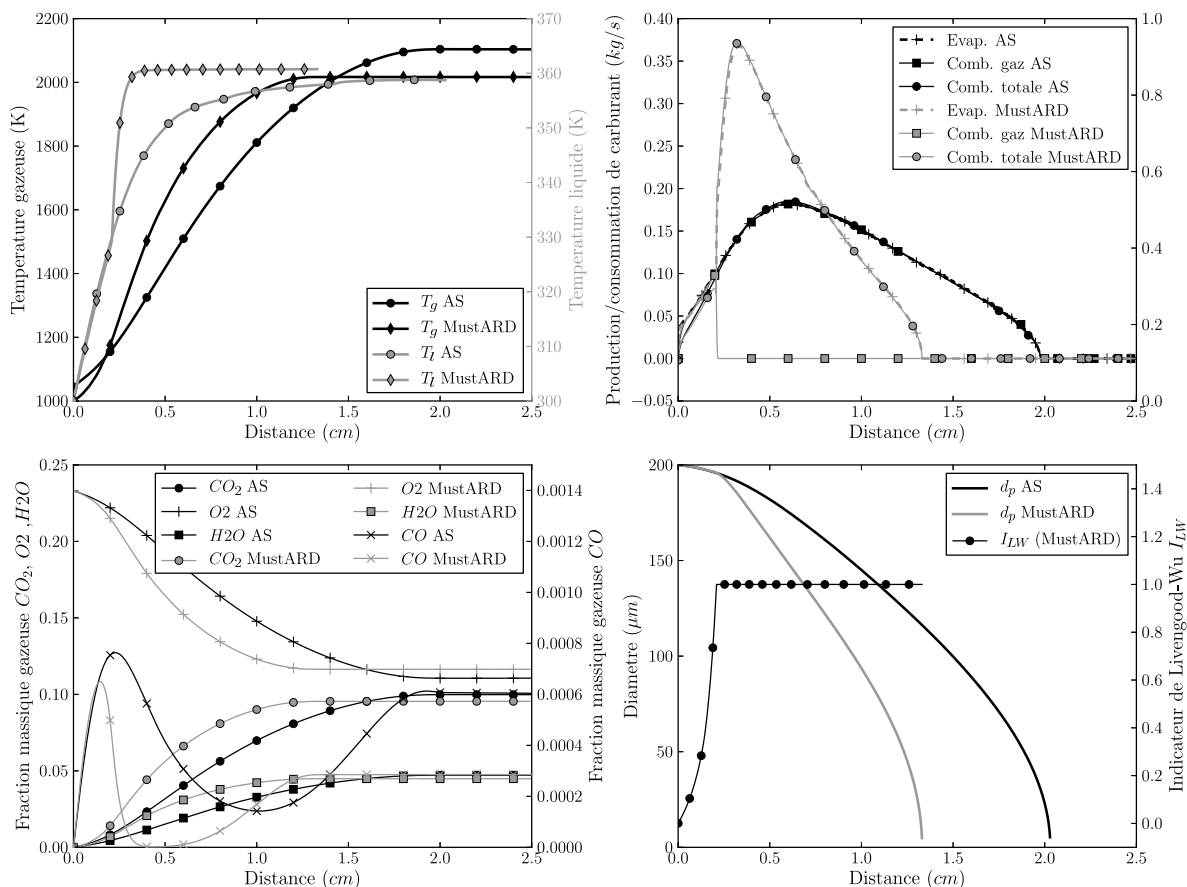 2200
2000
1800
1600
1400
1200
1000
Temperature gazeuse (K)
370
360
350
340
330
320
310
300
Temperature liquide (K)
T_g AS
T_g MustARD
T_l AS
T_l MustARD
0.0 0.5 1.0 1.5 2.0 2.5
Distance (cm)
0.40
0.35
0.30
0.25
0.20
0.15
0.10
0.05
0.00
−0.05
Production/consommation de carburant (kg/s)
1.0
0.8
0.6
0.4
0.2
0.0
Evap. AS
Comb. gaz AS
Comb. totale AS
Evap. MustARD
Comb. gaz MustARD
Comb. totale MustARD
0.0 0.5 1.0 1.5 2.0 2.5
Distance (cm)
0.25
0.20
0.15
0.10
0.05
0.00
Fraction massique gazeuse CO_2, O2 ,H2O
0.0014
0.0012
0.0010
0.0008
0.0006
0.0004
0.0002
0.0000
Fraction massique gazeuse CO
CO_2 AS
O2 AS
H2O AS
CO_2 MustARD
O2 MustARD
H2O MustARD
CO AS
CO MustARD
0.0 0.5 1.0 1.5 2.0 2.5
Distance (cm)
200
150
100
50
0
Diametre (μm)
1.4
1.2
1.0
0.8
0.6
0.4
0.2
0.0
Indicateur de Livengood-Wu I_LW
d_p AS
d_p MustARD
I_LW (MustARD)
0.0 0.5 1.0 1.5 2.0 2.5
Distance (cm)